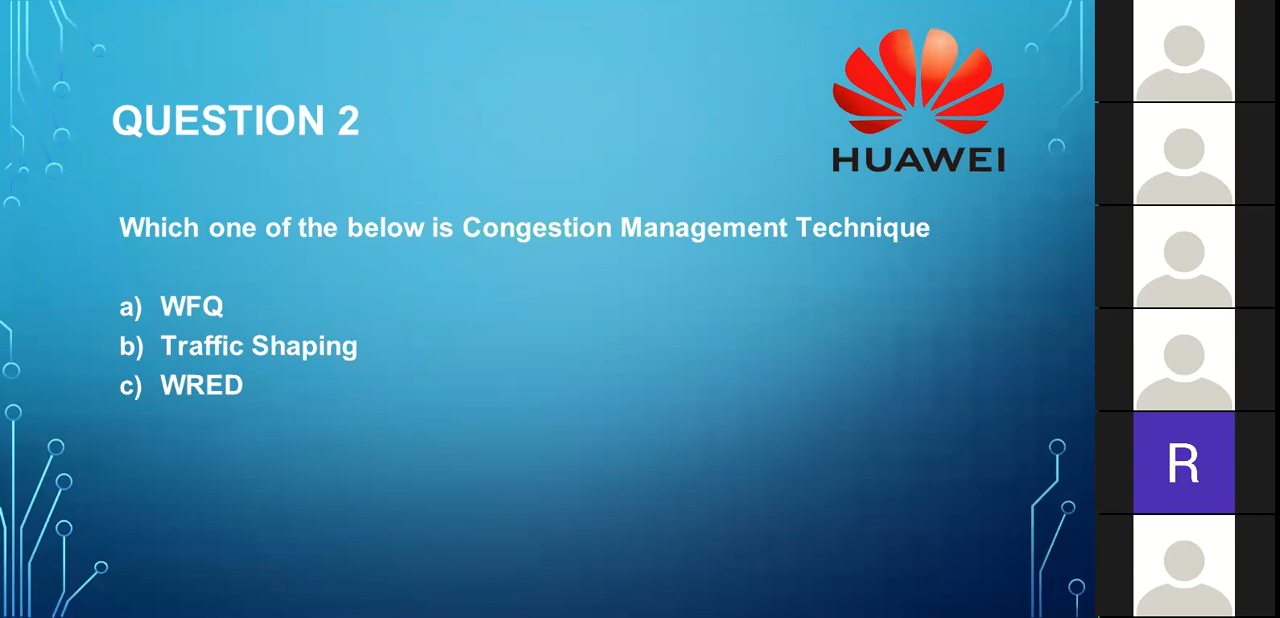 QUESTION 2
HUAWEI
Which one of the below is Congestion Management Technique
a) WFQ
b) Traffic Shaping
c) WRED
R